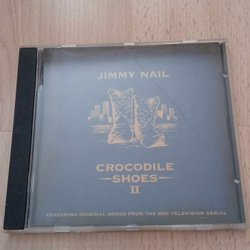 JIMMY NAIL
CROCODILE
SHOES
II
FEATURING ORIGINAL SONGS FROM THE BBC TELEVISION SERIAL